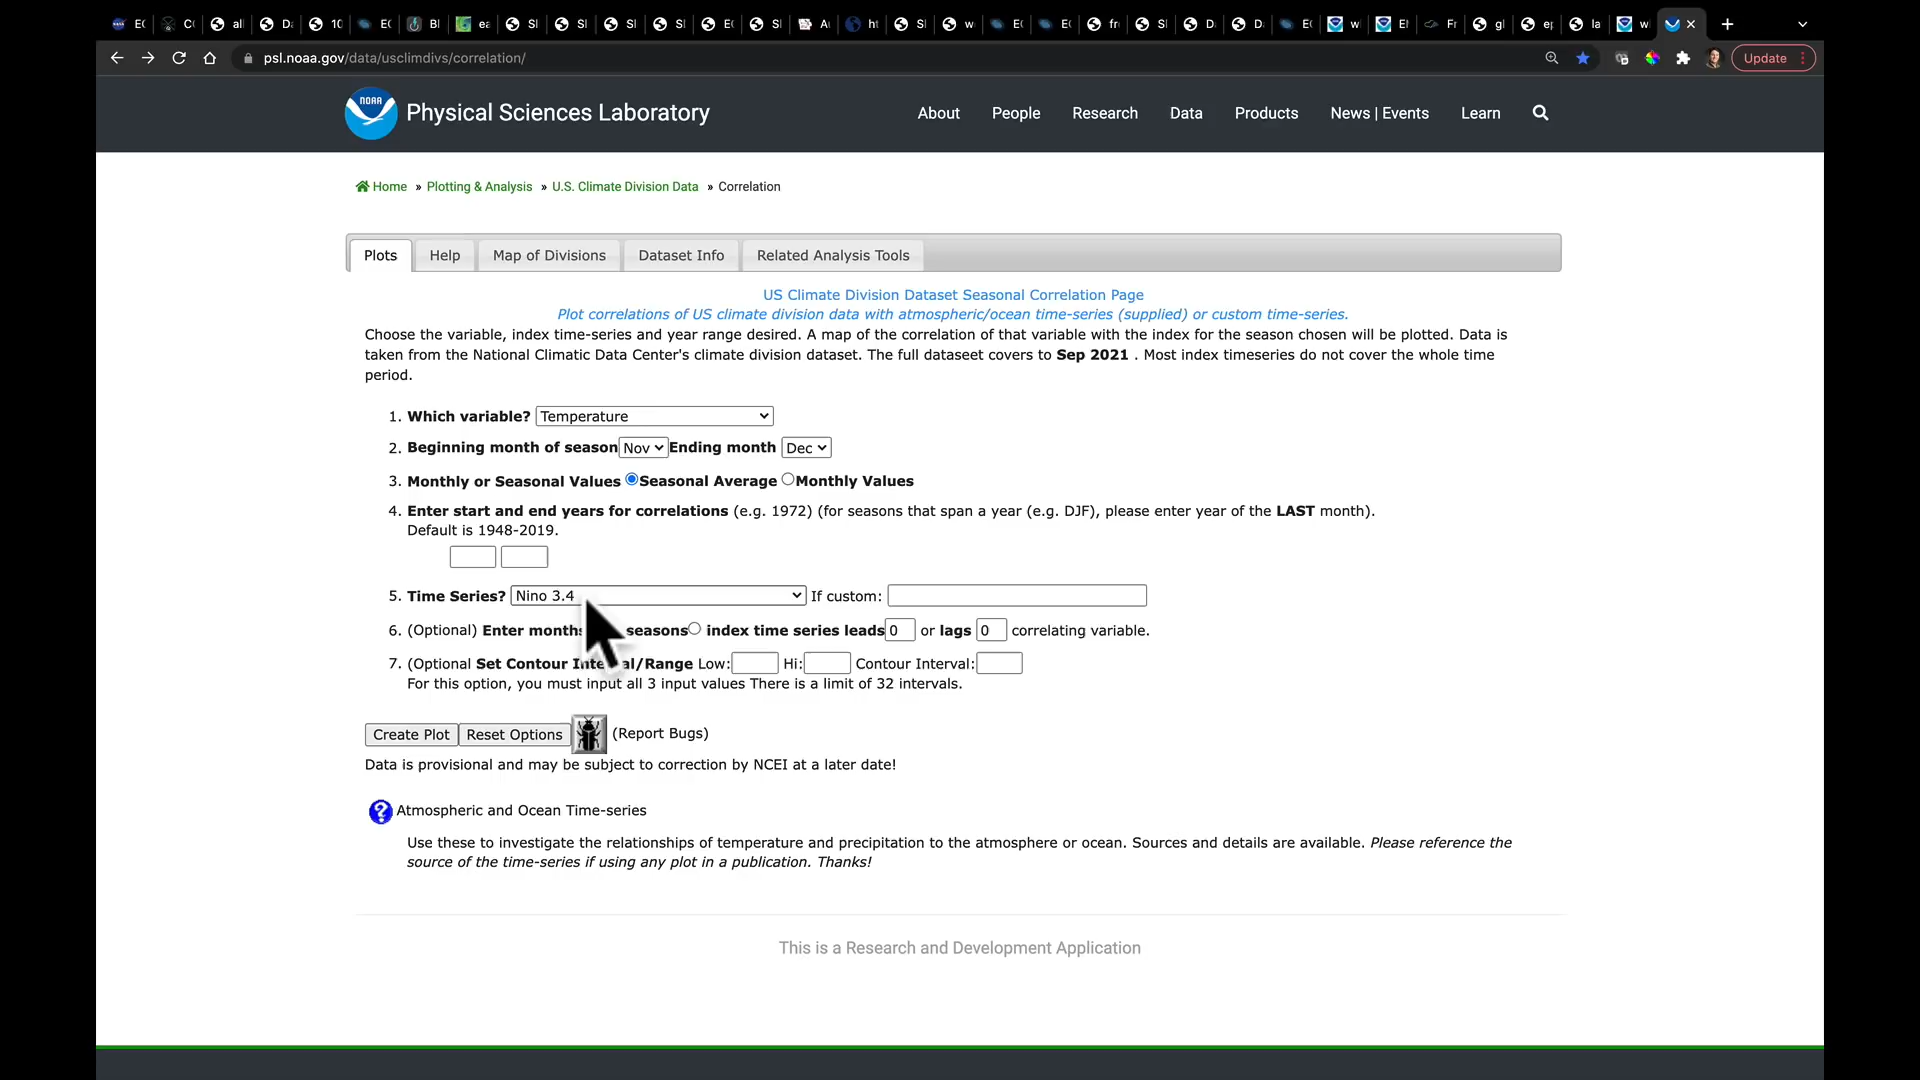 psl.noaa.gov/data/usclimdivs/correlation/
Update
NOAA
Physical Sciences Laboratory
About People Research Data Products News | Events Learn
Home » Plotting & Analysis » U.S. Climate Division Data » Correlation
Plots Help Map of Divisions Dataset Info Related Analysis Tools
US Climate Division Dataset Seasonal Correlation Page
Plot correlations of US climate division data with atmospheric/ocean time-series (supplied) or custom time-series.
Choose the variable, index time-series and year range desired. A map of the correlation of that variable with the index for the season chosen will be plotted. Data is
taken from the National Climatic Data Center's climate division dataset. The full dataseet covers to Sep 2021 . Most index timeseries do not cover the whole time
period.
1. Which variable? Temperature
2. Beginning month of season Nov Ending month Dec
3. Monthly or Seasonal Values Seasonal Average Monthly Values
4. Enter start and end years for correlations (e.g. 1972) (for seasons that span a year (e.g. DJF), please enter year of the LAST month).
Default is 1948-2019.
5. Time Series? Nino 3.4 If custom:
6. (Optional) Enter months seasons index time series leads 0 or lags 0 correlating variable.
7. (Optional Set Contour Interval/Range Low: Hi: Contour Interval:
For this option, you must input all 3 input values There is a limit of 32 intervals.
Create Plot Reset Options (Report Bugs)
Data is provisional and may be subject to correction by NCEI at a later date!
? Atmospheric and Ocean Time-series
Use these to investigate the relationships of temperature and precipitation to the atmosphere or ocean. Sources and details are available. Please reference the
source of the time-series if using any plot in a publication. Thanks!
This is a Research and Development Application